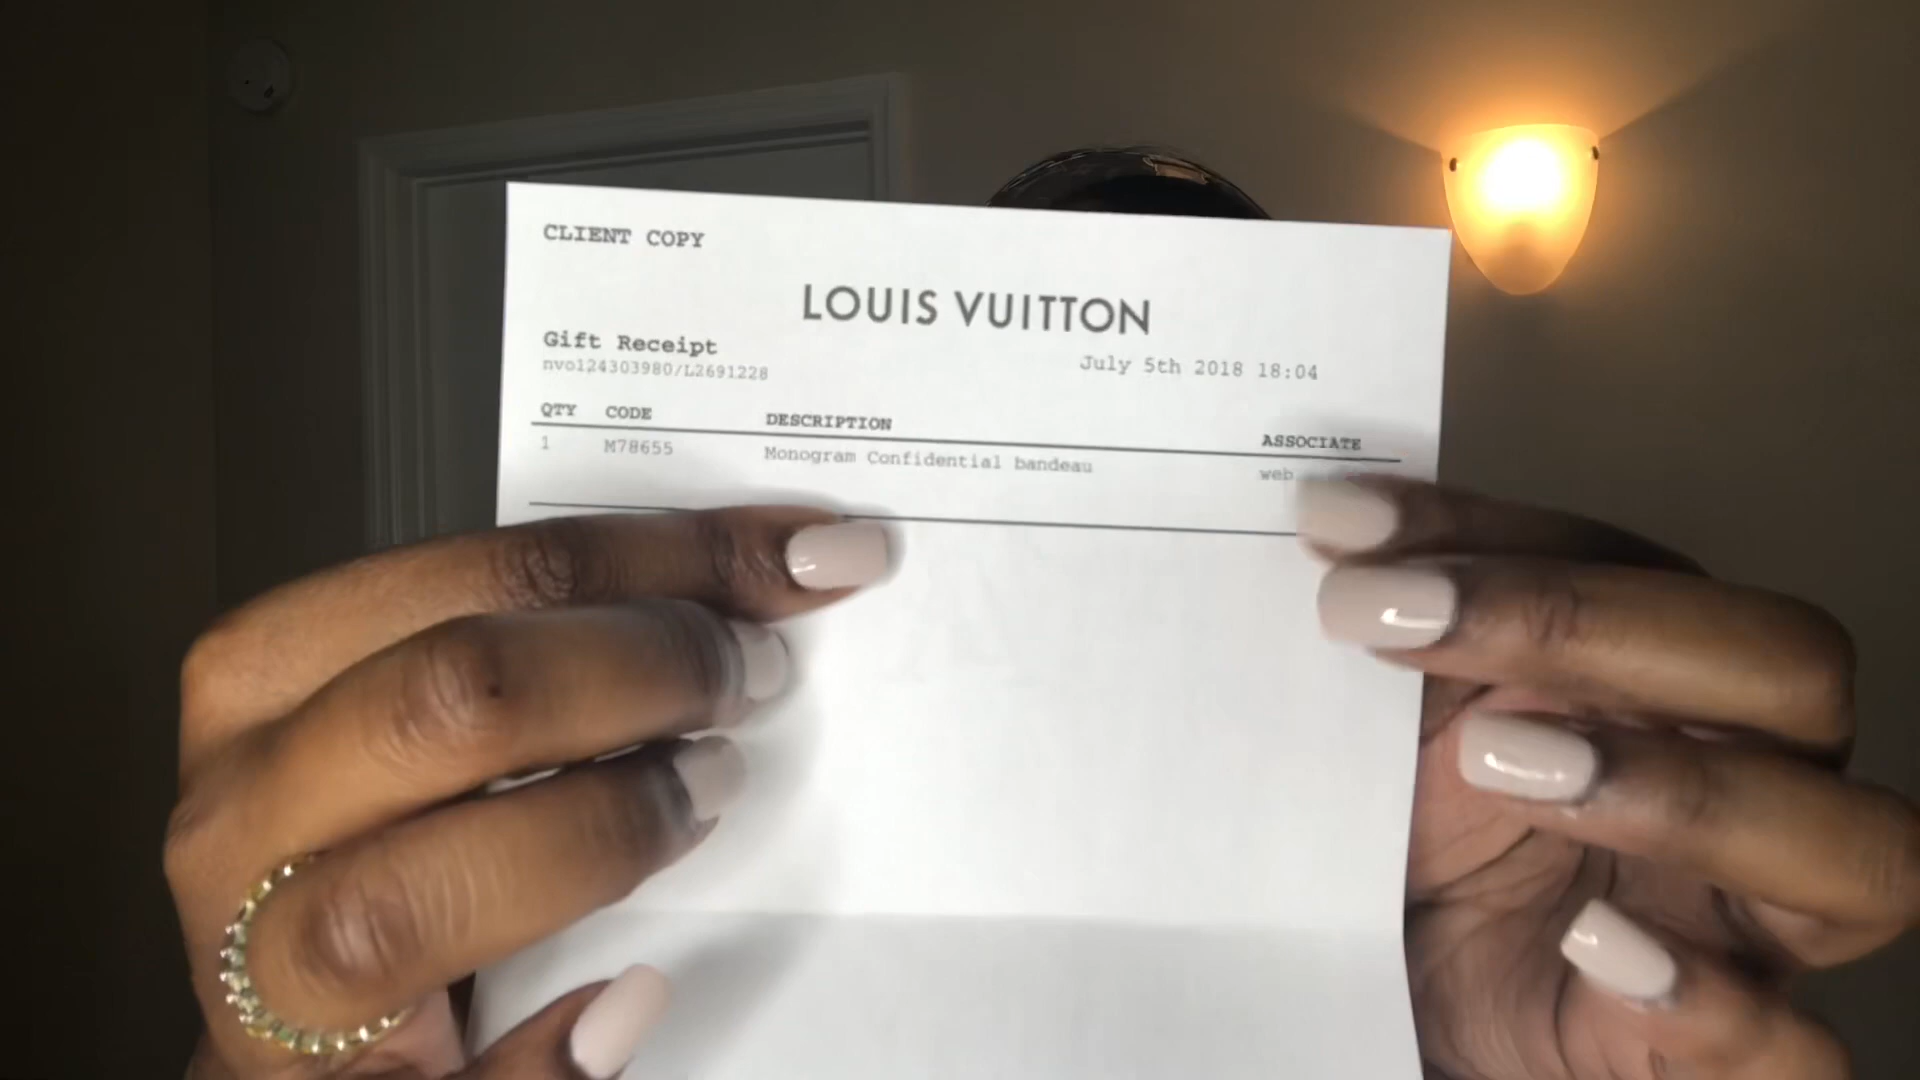 CLIENT COPY
LOUIS VUITTON
Gift Receipt
nvo124303980/L2691228
July 5th 2018 18:04
QTY CODE DESCRIPTION ASSOCIATE
1 M78655 Monogram Confidential bandeau web